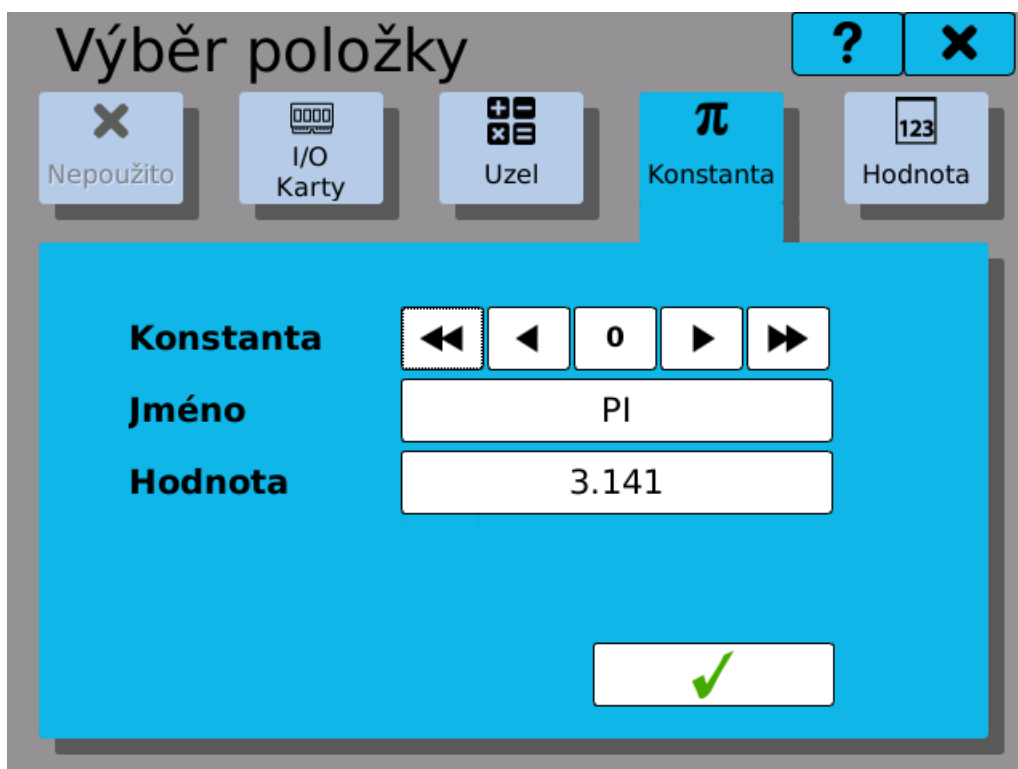 Výběr položky
?
Nepoužito
I/O
Karty
Uzel
π
Konstanta
123
Hodnota
Konstanta
0
Jméno
PI
Hodnota
3.141